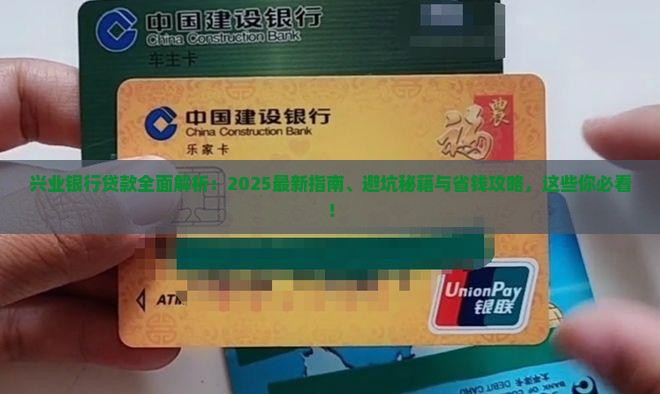 中国建设银行
China Construction Bank
车主卡
中国建设银行
China Construction Bank
乐家卡
農
福
兴业银行贷款全面解析：2025最新指南、避坑秘籍与省钱攻略，这些你必看
！
ATM
UnionPay
银联
DEBIT CARD